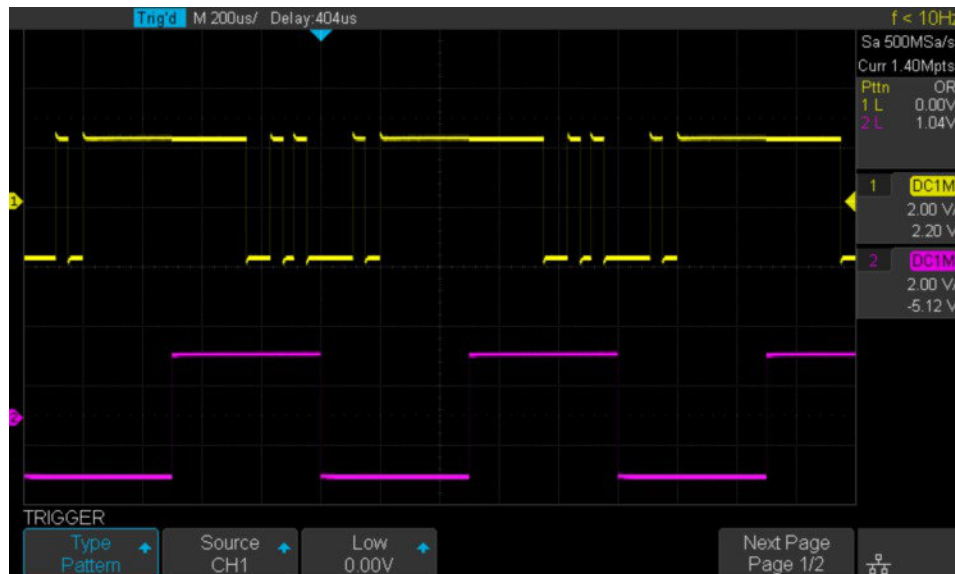 Trig'd M 200us/ Delay:404us
f < 10Hz
Sa 500MSa/s
Curr 1.40Mpts
Pttn OR
1 L 0.00V
2 L 1.04V
1 DC1M
2.00 V/
2.20 V
2 DC1M
2.00 V/
-5.12 V
1
2
TRIGGER
Type Source Low Next Page
Pattern CH1 0.00V Page 1/2